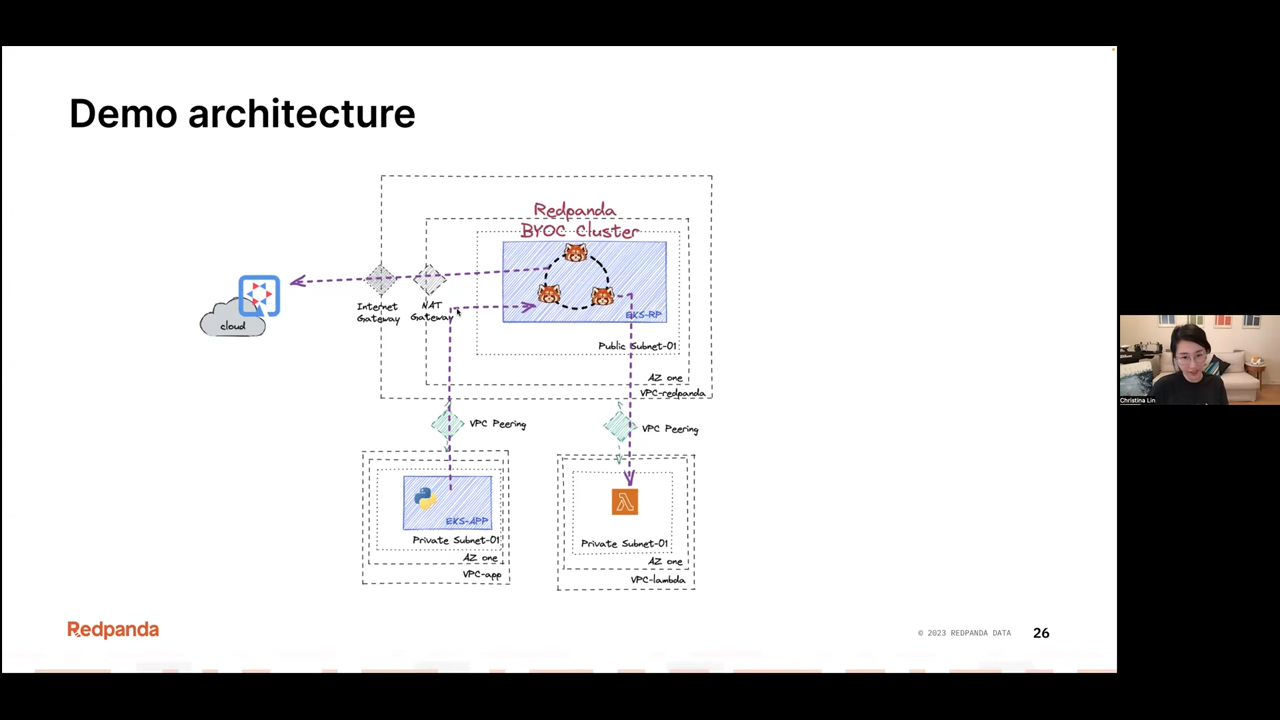 Demo architecture
Redpanda
BYOC Cluster
Internet
Gateway
NAT
Gateway
cloud
EKS-RP
Public Subnet-01
AZ one
VPC-redpanda
VPC Peering
VPC Peering
EKS-APP
Private Subnet-01
AZ one
VPC-app
Private Subnet-01
AZ one
VPC-lambda
Redpanda
© 2023 REDPANDA DATA
26
Christina Lin